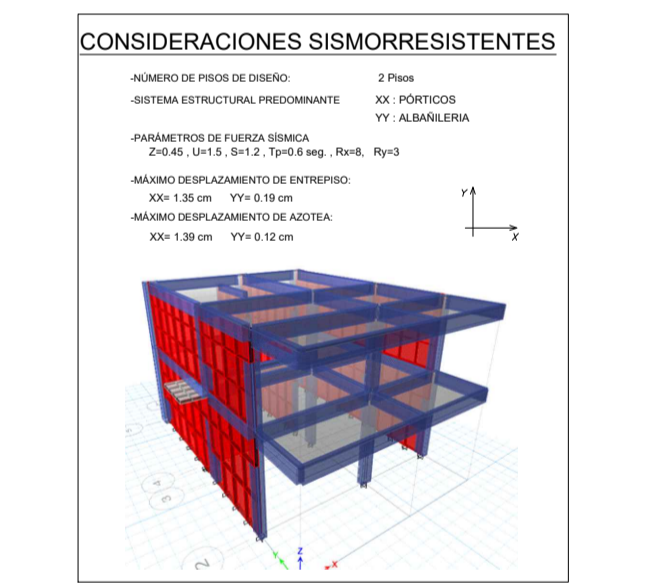 CONSIDERACIONES SISMORRESISTENTES
-NÚMERO DE PISOS DE DISEÑO: 2 Pisos
-SISTEMA ESTRUCTURAL PREDOMINANTE XX : PÓRTICOS
YY : ALBAÑILERIA
-PARÁMETROS DE FUERZA SÍSMICA
Z=0.45 , U=1.5 , S=1.2 , Tp=0.6 seg. , Rx=8, Ry=3
-MÁXIMO DESPLAZAMIENTO DE ENTREPISO:
XX= 1.35 cm YY= 0.19 cm
-MÁXIMO DESPLAZAMIENTO DE AZOTEA:
XX= 1.39 cm YY= 0.12 cm
Y
X
4
3
2
Y
Z
X